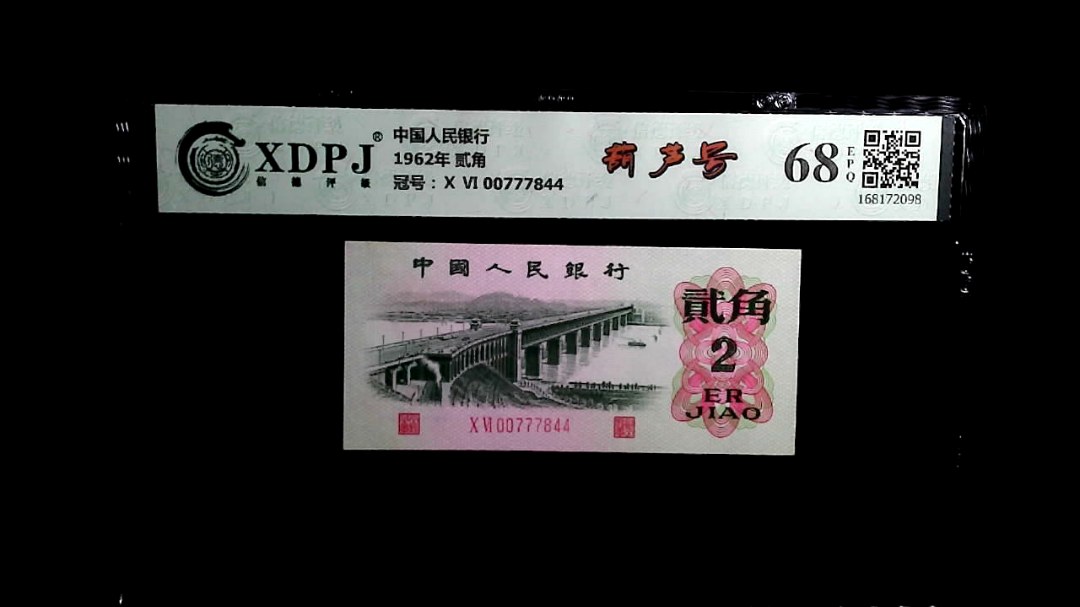 XDPJ®
信德评级
中国人民银行
1962年 贰角
冠号：X Ⅵ 00777844
葫芦号
68
EPQ
168172098
中國人民銀行
貳角
2
ER
JIAO
X Ⅵ 00777844